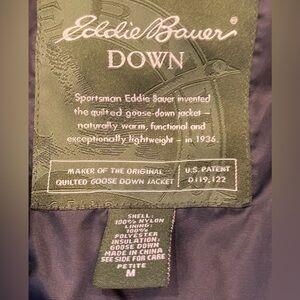 Eddie Bauer®
DOWN
Sportsman Eddie Bauer invented
the quilted goose down jacket –
naturally warm, functional and
exceptionally lightweight – in 1936.
MAKER OF THE ORIGINAL
QUILTED GOOSE DOWN JACKET
U.S. PATENT
D119,122
SHELL:
100% NYLON
LINING:
100%
POLYESTER
INSULATION:
GOOSE DOWN
MADE IN CHINA
SEE SIDE FOR CARE
PETITE
M